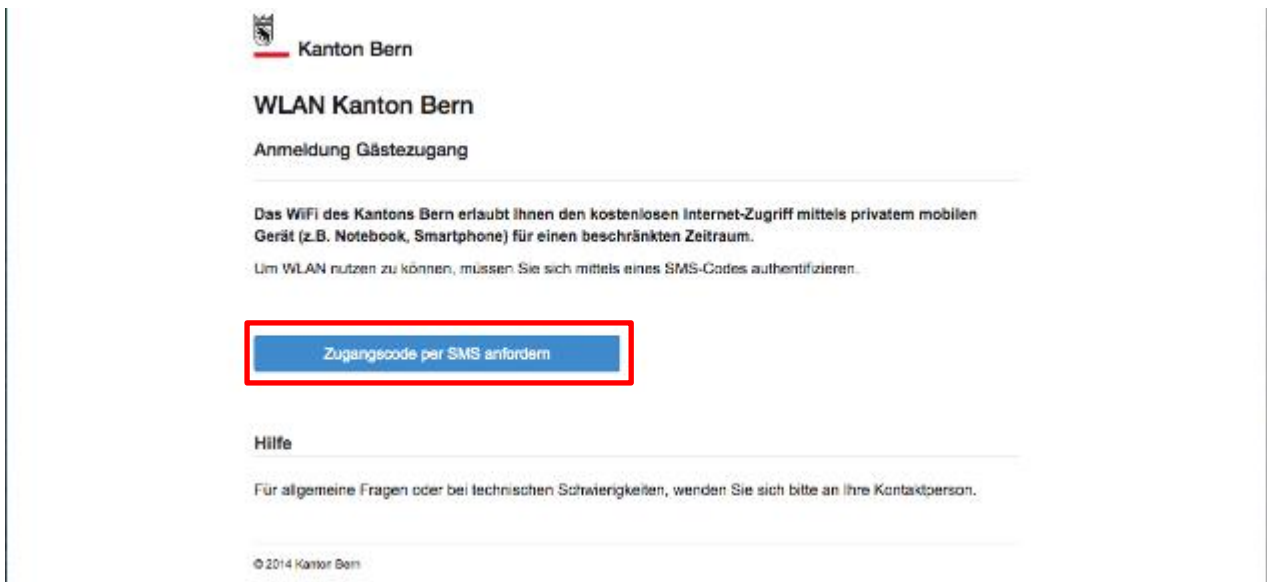 Kanton Bern
WLAN Kanton Bern
Anmeldung Gästezugang
Das WiFi des Kantons Bern erlaubt Ihnen den kostenlosen Internet-Zugriff mittels privatem mobilen
Gerät (z.B. Notebook, Smartphone) für einen beschränkten Zeitraum.
Um WLAN nutzen zu können, müssen Sie sich mittels eines SMS-Codes authentifizieren.
Zugangscode per SMS anfordern
Hilfe
Für allgemeine Fragen oder bei technischen Schwierigkeiten, wenden Sie sich bitte an Ihre Kontaktperson.
© 2014 Kanton Bern